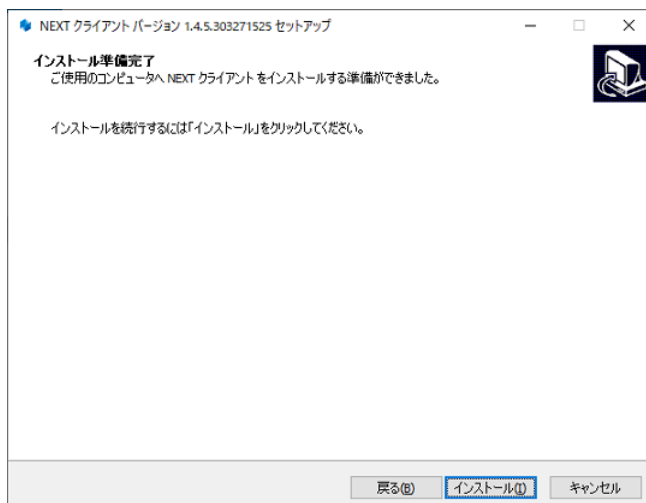 NEXT クライアント バージョン 1.4.5.303271525 セットアップ
インストール準備完了
ご使用のコンピュータへ NEXT クライアント をインストールする準備ができました。
インストールを続行するには「インストール」をクリックしてください。
戻る(B) インストール(I) キャンセル